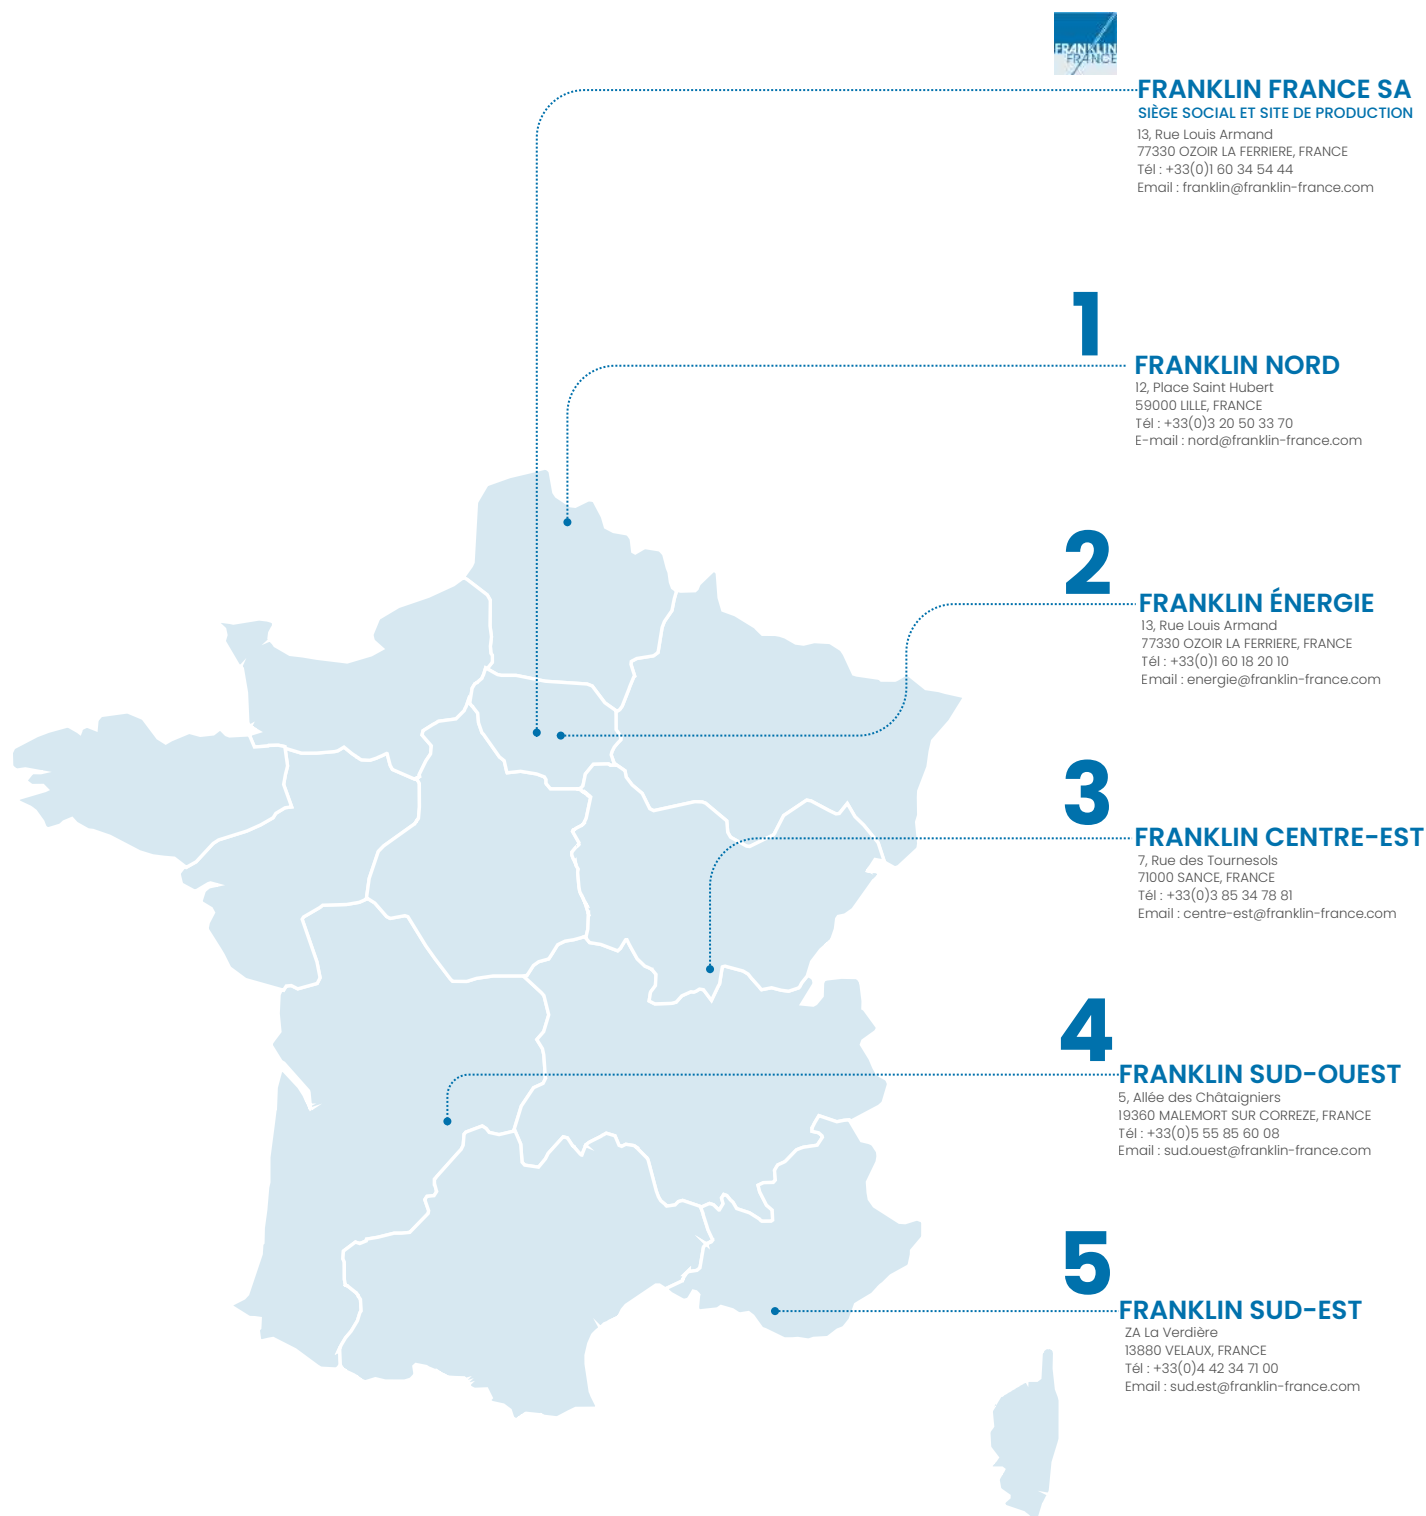 FRANKLIN
FRANCE
FRANKLIN FRANCE SA
SIÈGE SOCIAL ET SITE DE PRODUCTION
13, Rue Louis Armand
77330 OZOIR LA FERRIERE, FRANCE
Tél : +33(0)1 60 34 54 44
Email : franklin@franklin-france.com
1
FRANKLIN NORD
12, Place Saint Hubert
59000 LILLE, FRANCE
Tél : +33(0)3 20 50 33 70
E-mail : nord@franklin-france.com
2
FRANKLIN ÉNERGIE
13, Rue Louis Armand
77330 OZOIR LA FERRIERE, FRANCE
Tél : +33(0)1 60 18 20 10
Email : energie@franklin-france.com
3
FRANKLIN CENTRE-EST
7, Rue des Tournesols
71000 SANCE, FRANCE
Tél : +33(0)3 85 34 78 81
Email : centre-est@franklin-france.com
4
FRANKLIN SUD-OUEST
5, Allée des Châtaigniers
19360 MALEMORT SUR CORREZE, FRANCE
Tél : +33(0)5 55 85 60 08
Email : sud.ouest@franklin-france.com
5
FRANKLIN SUD-EST
ZA La Verdière
13880 VELAUX, FRANCE
Tél : +33(0)4 42 34 71 00
Email : sud.est@franklin-france.com